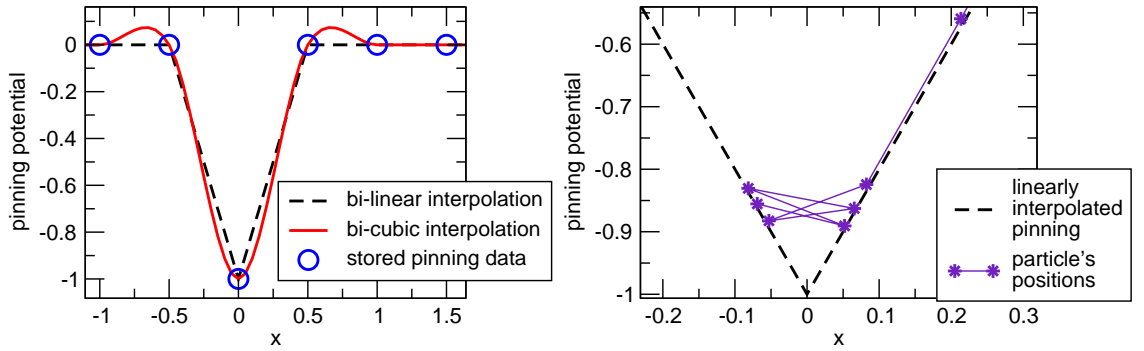 0
-0.2
-0.4
-0.6
-0.8
-1
pinning potential
-1
-0.5
0
0.5
1
1.5
x
bi-linear interpolation
bi-cubic interpolation
stored pinning data
-0.6
-0.7
-0.8
-0.9
-1
pinning potential
-0.2
-0.1
0
0.1
0.2
0.3
x
linearly
interpolated
pinning
particle's
positions